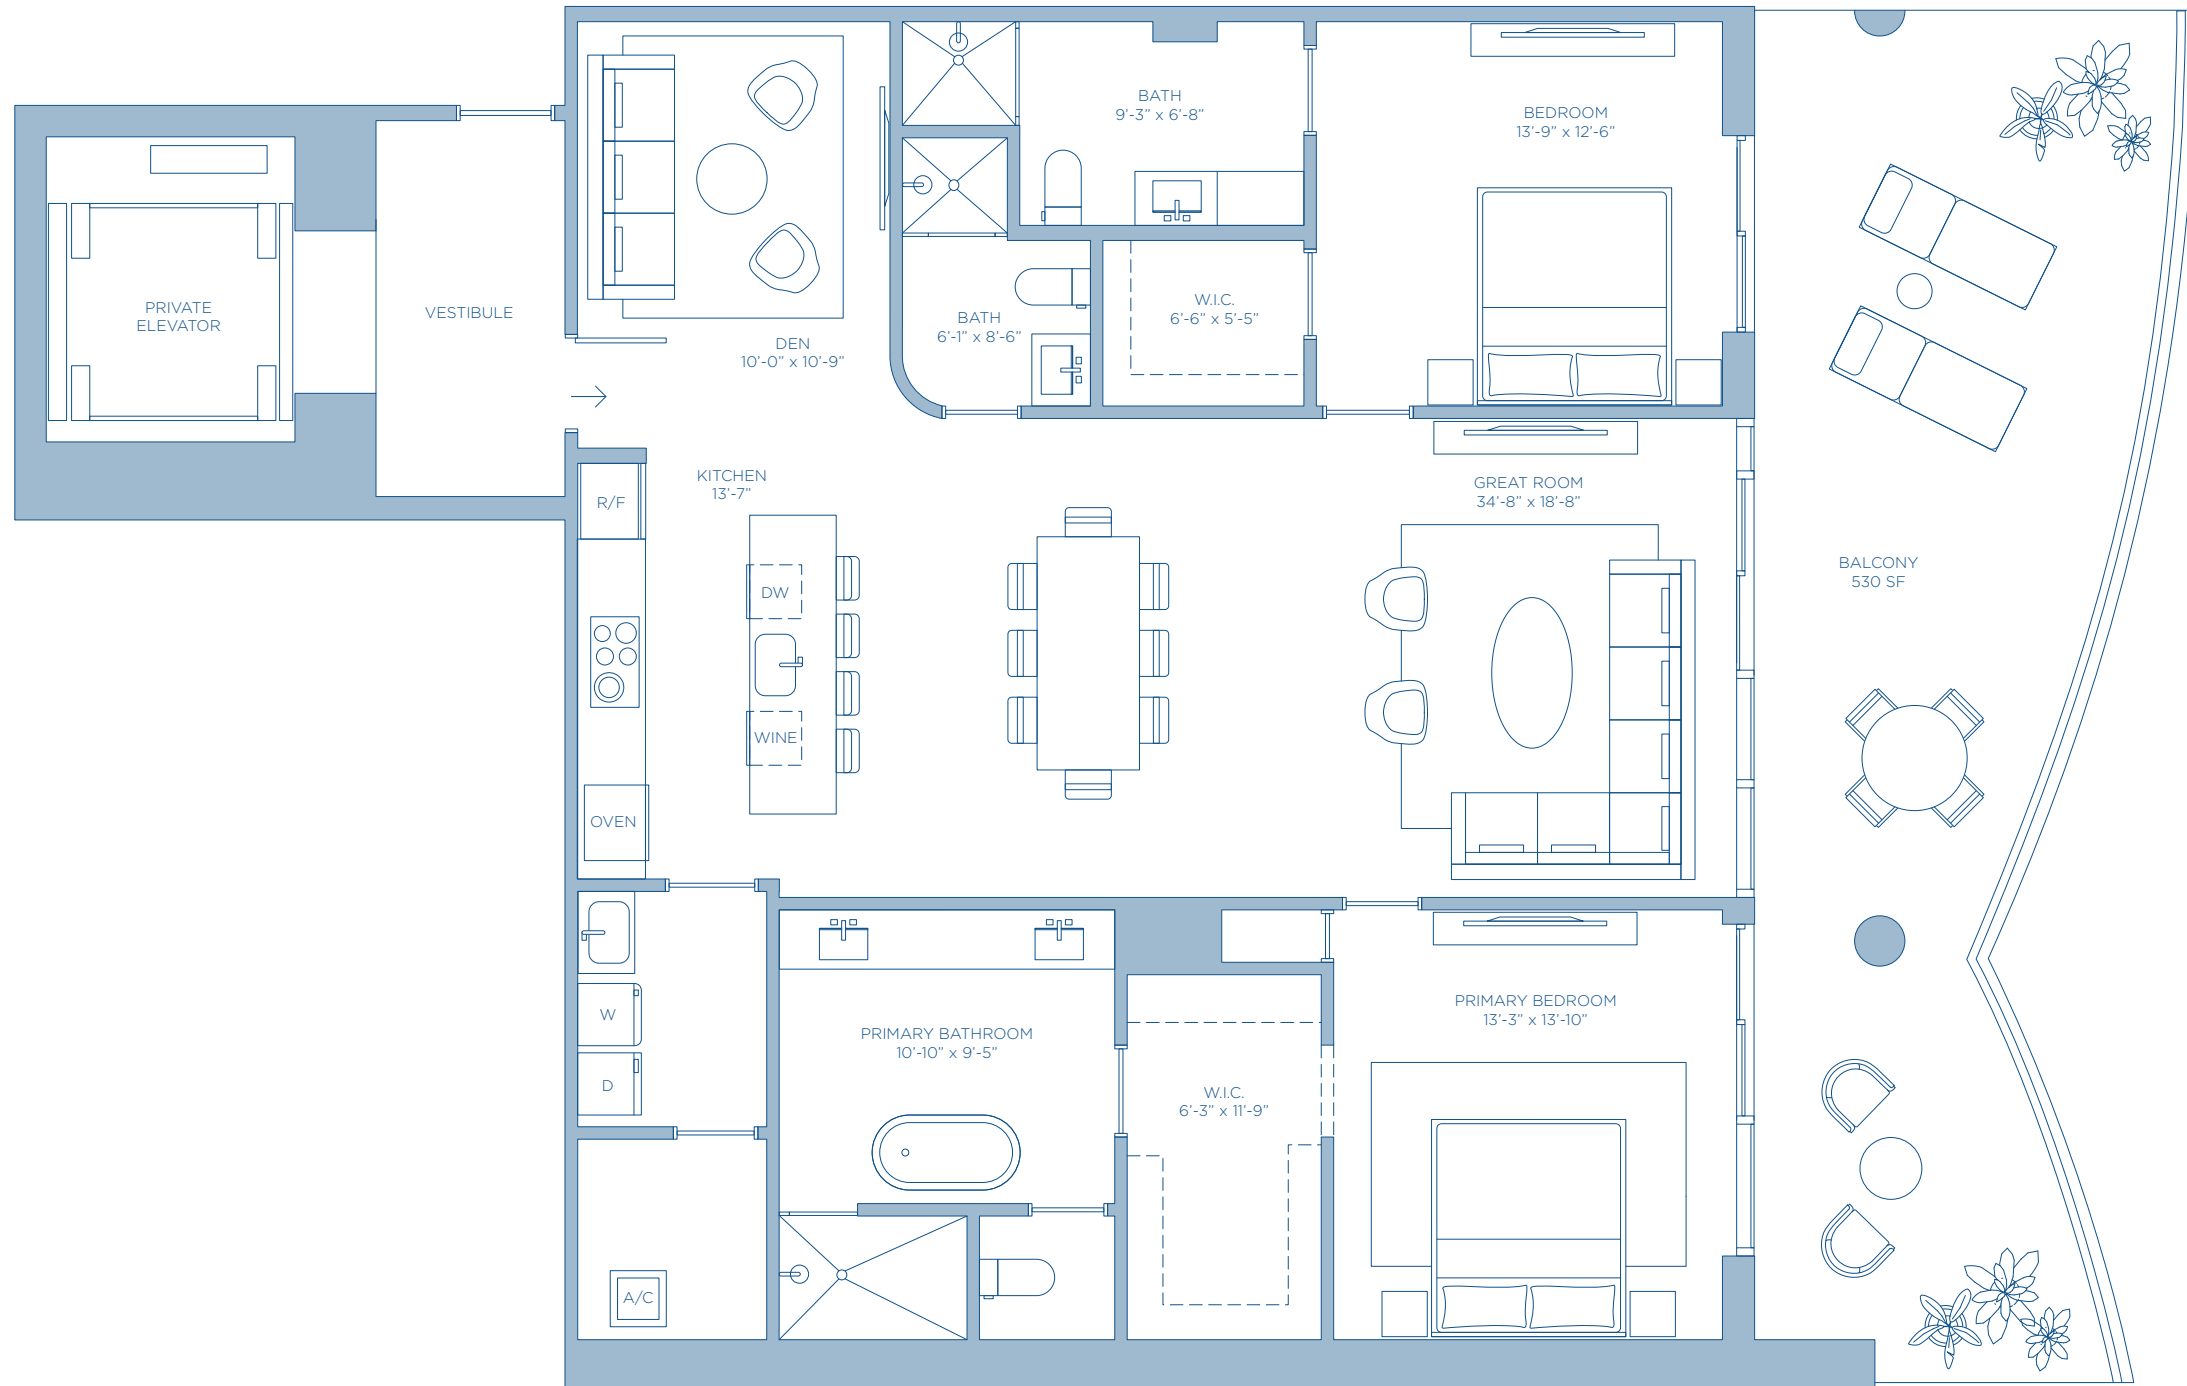 BATH
9’-3” x 6’-8”
BEDROOM
13’-9” x 12’-6”
PRIVATE
ELEVATOR
VESTIBULE
DEN
10’-0” x 10’-9”
BATH
6’-1” x 8’-6”
W.I.C.
6’-6” x 5’-5”
R/F
KITCHEN
13’-7”
GREAT ROOM
34’-8” x 18’-8”
BALCONY
530 SF
DW
WINE
OVEN
W
D
PRIMARY BATHROOM
10’-10” x 9’-5”
W.I.C.
6’-3” x 11’-9”
PRIMARY BEDROOM
13’-3” x 13’-10”
A/C